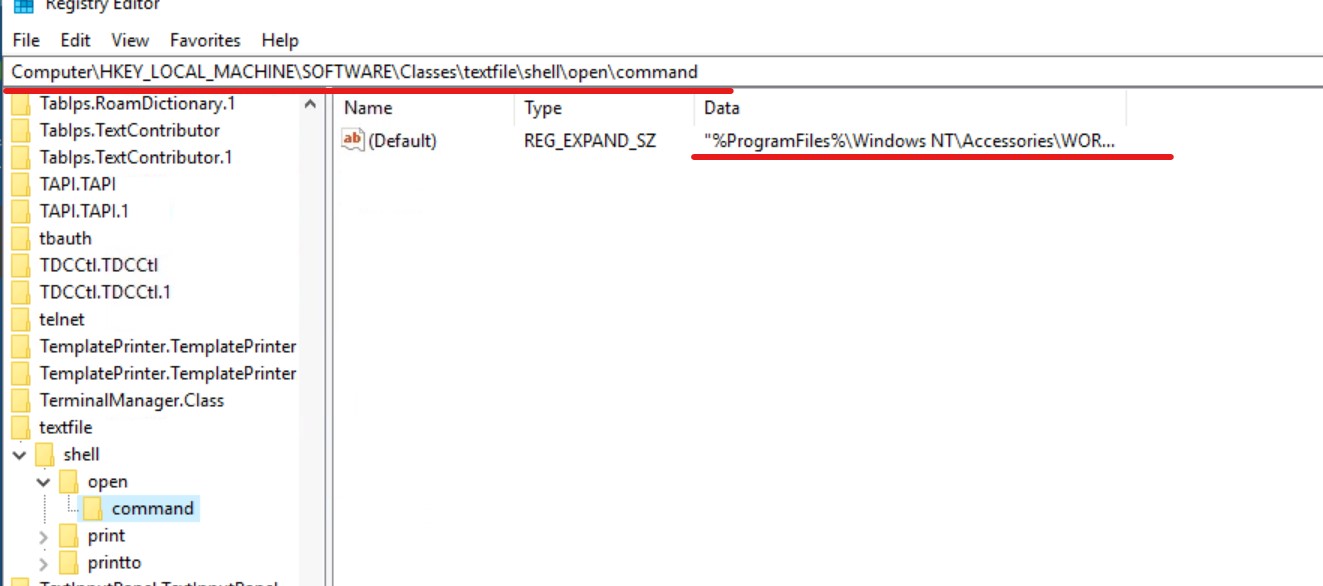 Registry Editor
File Edit View Favorites Help
Computer\HKEY_LOCAL_MACHINE\SOFTWARE\Classes\textfile\shell\open\command
TabIps.RoamDictionary.1
TabIps.TextContributor
TabIps.TextContributor.1
TAPI.TAPI
TAPI.TAPI.1
tbauth
TDCCtl.TDCCtl
TDCCtl.TDCCtl.1
telnet
TemplatePrinter.TemplatePrinter
TemplatePrinter.TemplatePrinter
TerminalManager.Class
textfile
shell
open
command
print
printto
Name Type Data
ab (Default) REG_EXPAND_SZ "%ProgramFiles%\Windows NT\Accessories\WOR...